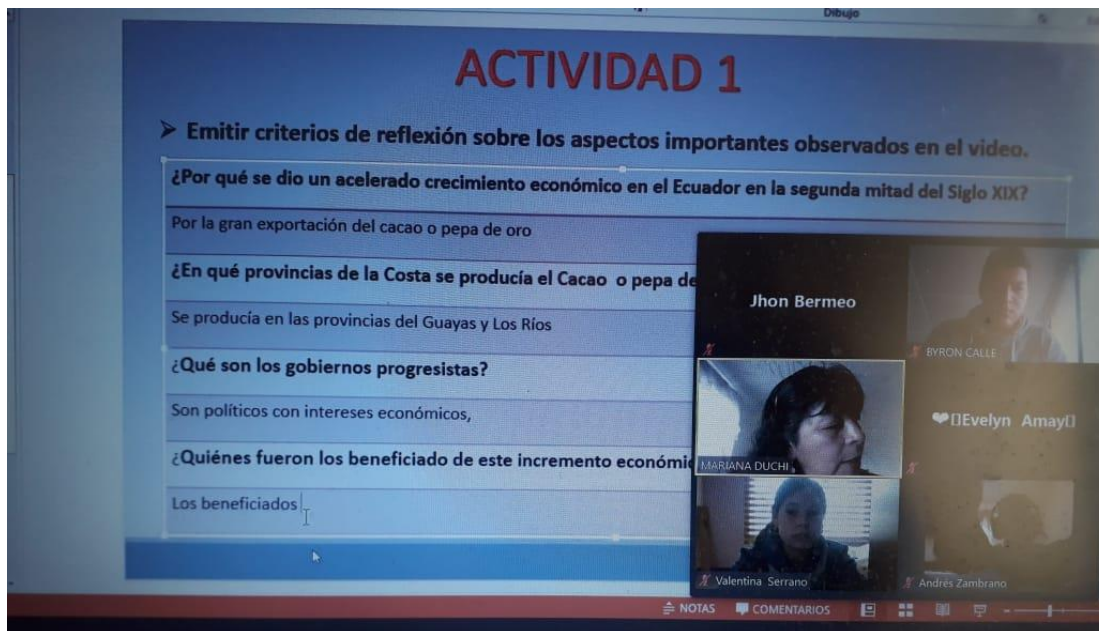 Dibujo
ACTIVIDAD 1
➢ Emitir criterios de reflexión sobre los aspectos importantes observados en el video.
¿Por qué se dio un acelerado crecimiento económico en el Ecuador en la segunda mitad del Siglo XIX?
Por la gran exportación del cacao o pepa de oro
¿En qué provincias de la Costa se producía el Cacao o pepa de
Se producía en las provincias del Guayas y Los Ríos
¿Qué son los gobiernos progresistas?
Son políticos con intereses económicos,
¿Quiénes fueron los beneficiado de este incremento económic
Los beneficiados
Jhon Bermeo
BYRON CALLE
MARIANA DUCHI
❤▯Evelyn Amay▯
Valentina Serrano
Andrés Zambrano
NOTAS
COMENTARIOS